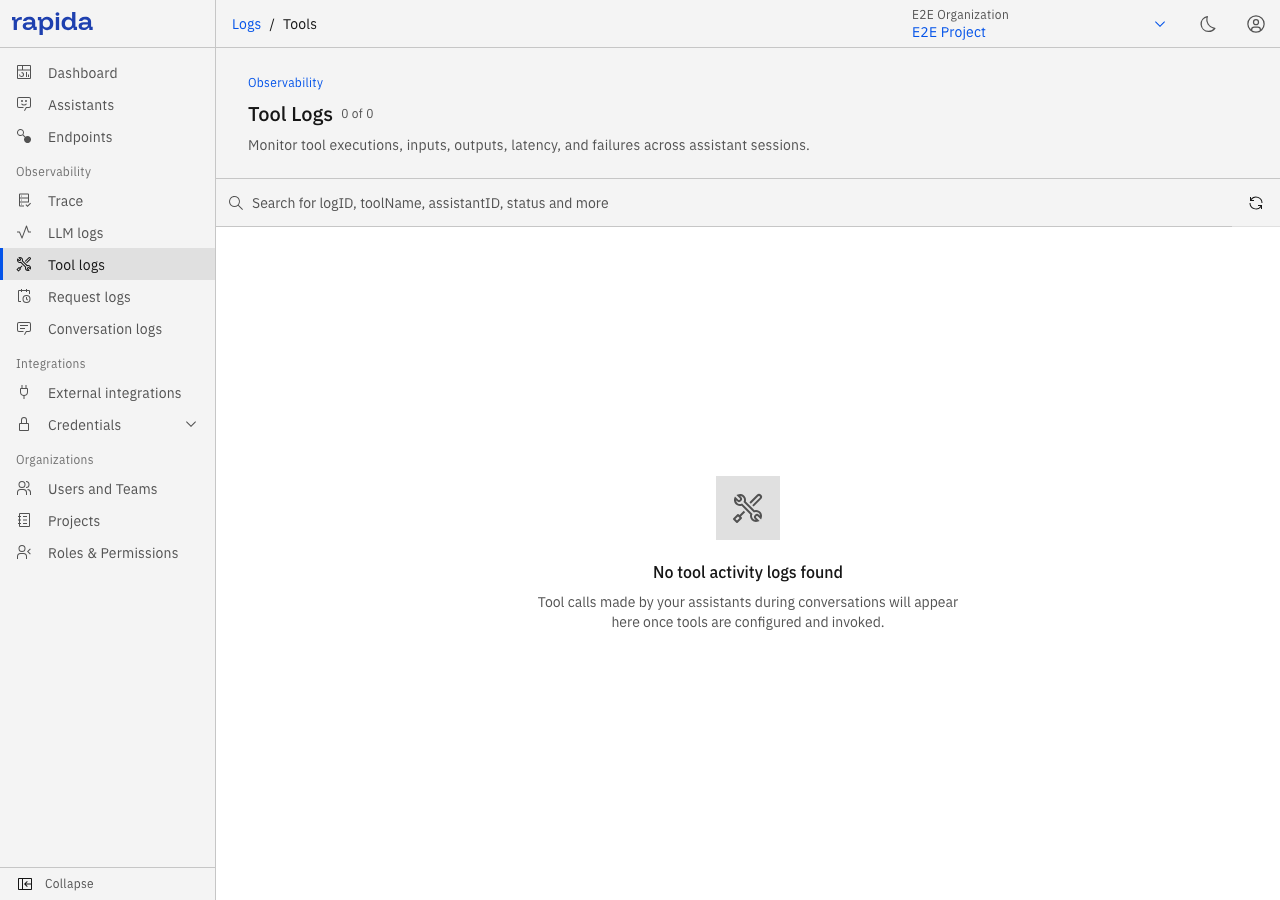 rapida
Logs / Tools
E2E Organization
E2E Project
Dashboard
Assistants
Endpoints
Observability
Trace
LLM logs
Tool logs
Request logs
Conversation logs
Integrations
External integrations
Credentials
Organizations
Users and Teams
Projects
Roles & Permissions
Collapse
Observability
Tool Logs 0 of 0
Monitor tool executions, inputs, outputs, latency, and failures across assistant sessions.
Search for logID, toolName, assistantID, status and more
No tool activity logs found
Tool calls made by your assistants during conversations will appear
here once tools are configured and invoked.